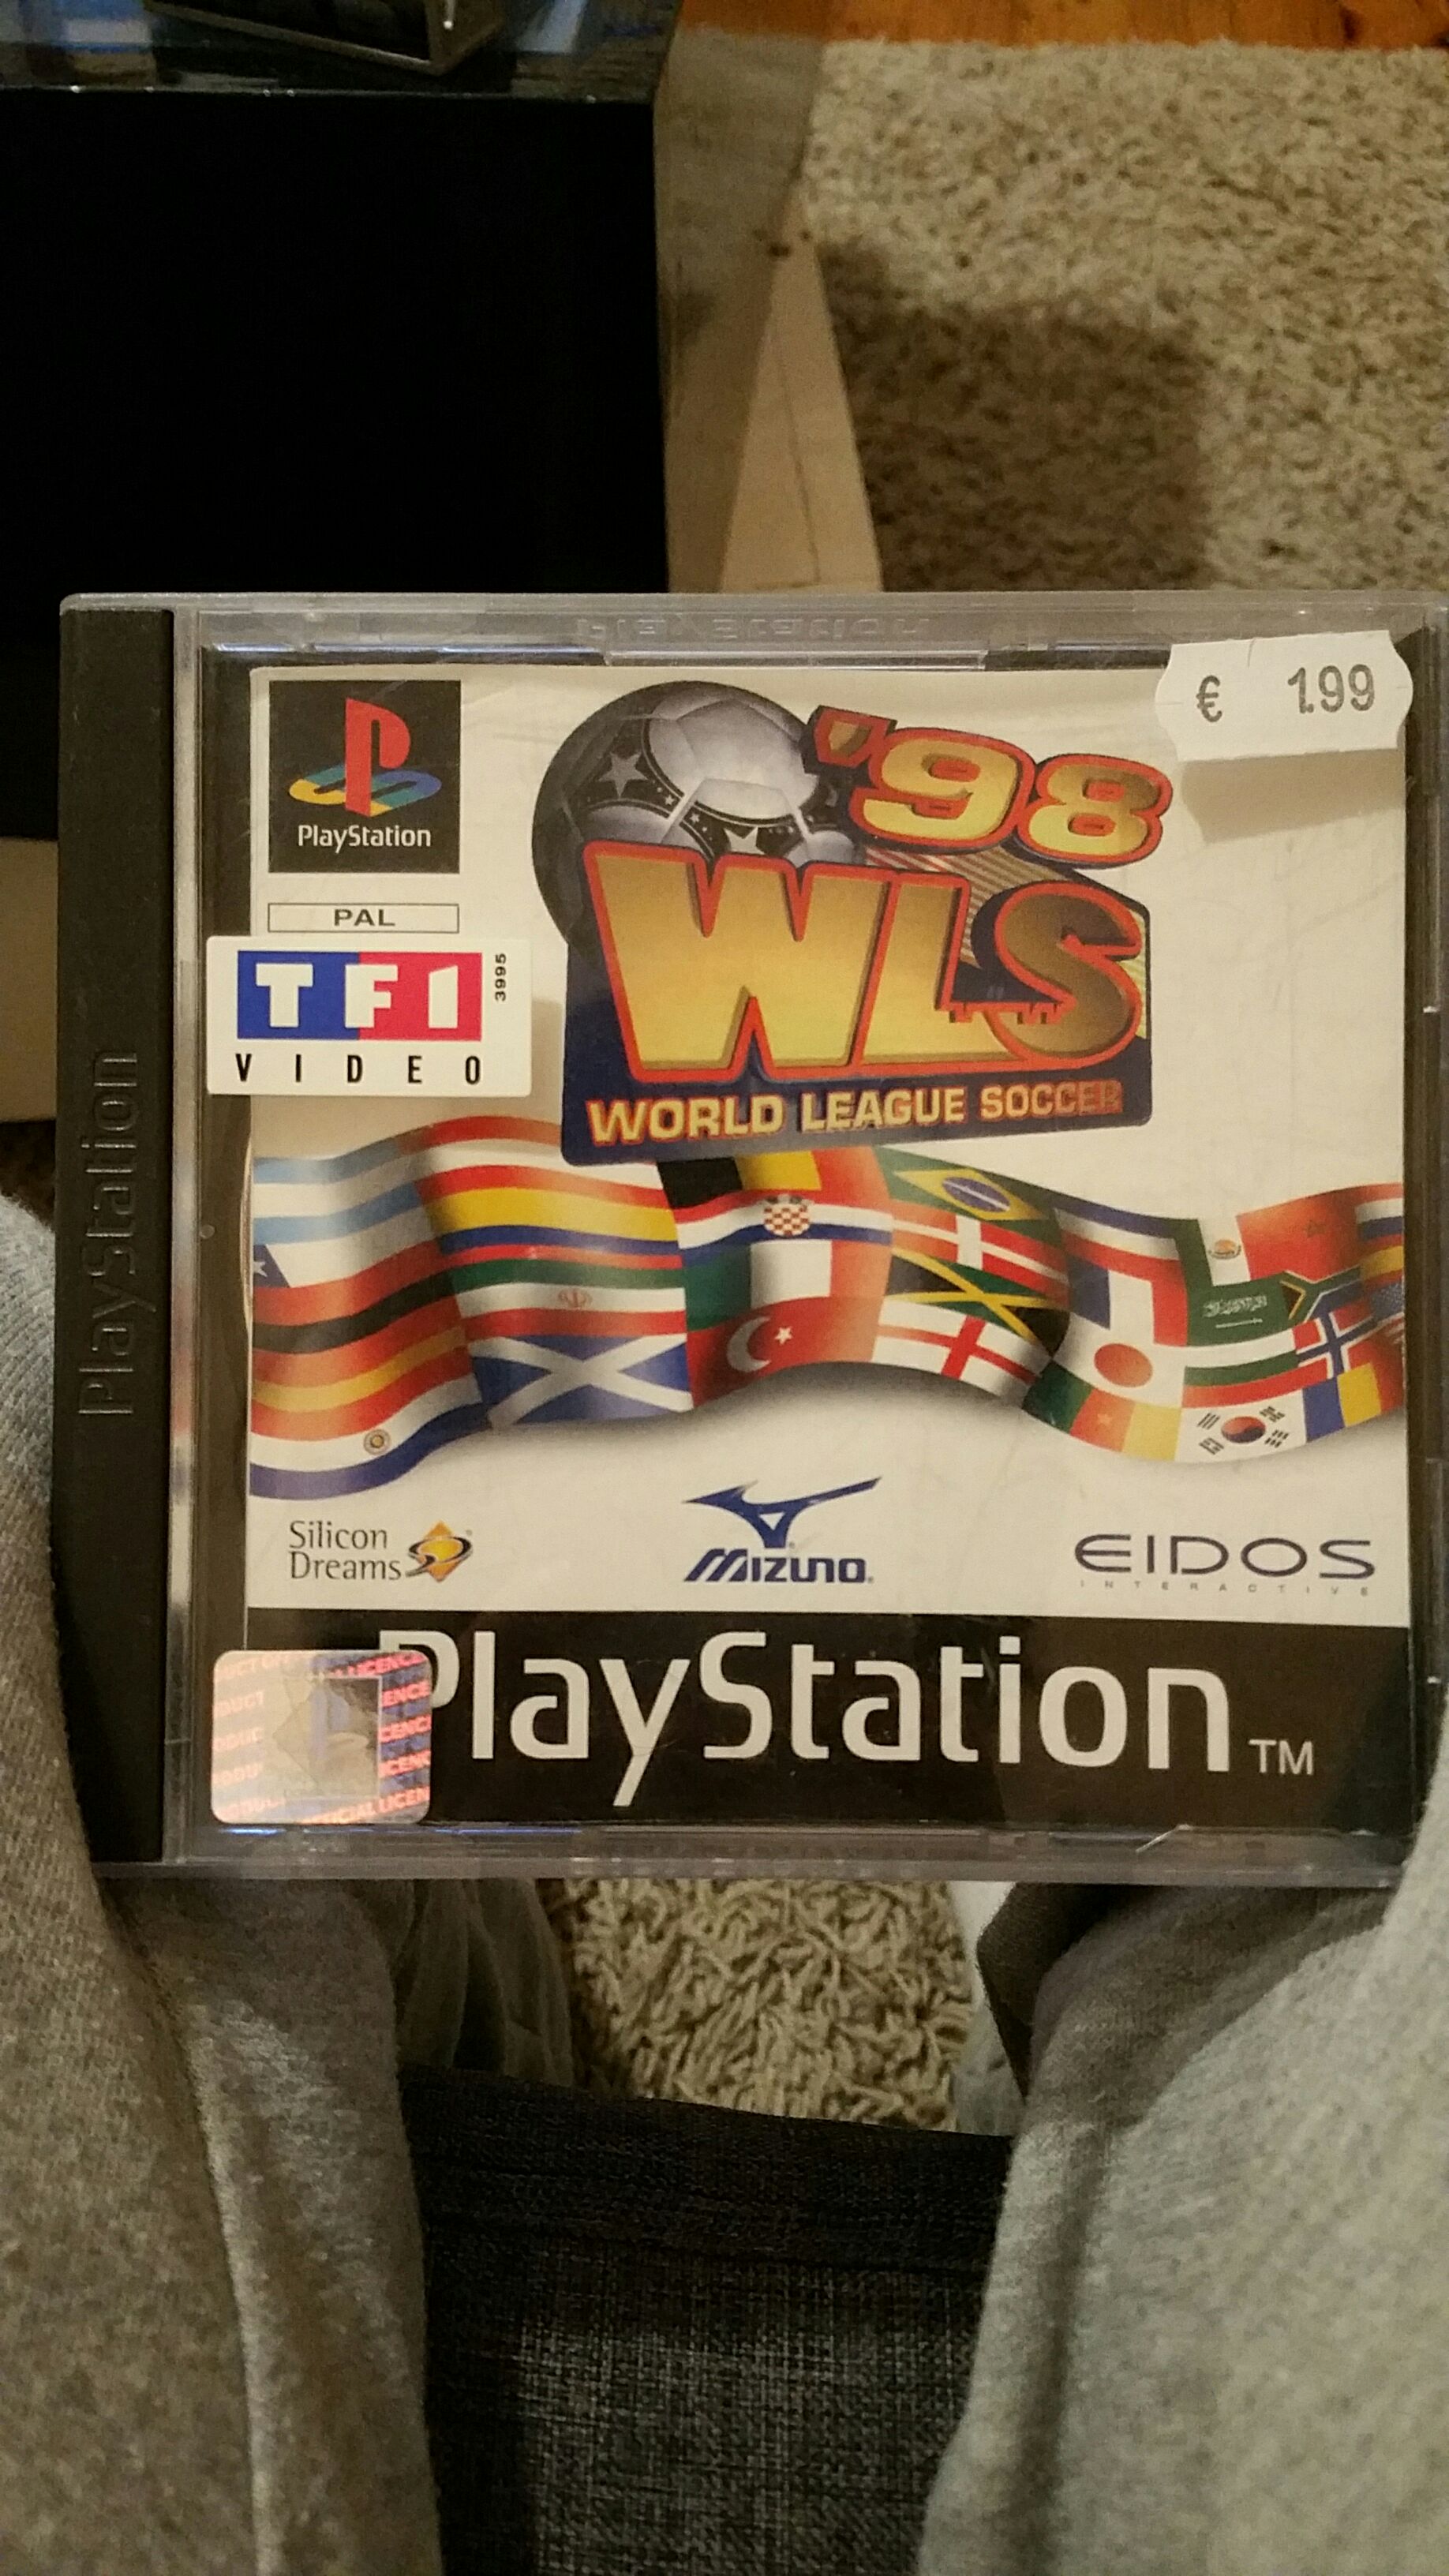 PlayStation
€ 1.99
'98
PlayStation
PAL
WLS
TF1
3995
VIDEO
WORLD LEAGUE SOCCER
PlayStation
Silicon
Dreams
MIZUNO
EIDOS
INTERACTIVE
PlayStation™